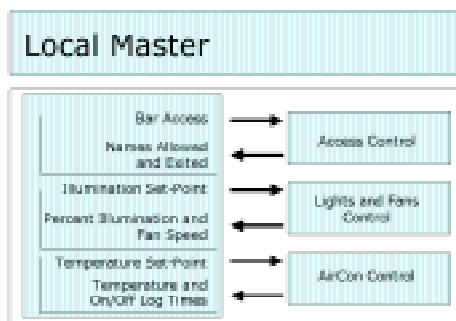 Local Master
Bar Access
Names Allowed
and Exited
Access Control
Illumination Set-Point
Percent Illumination and
Fan Speed
Lights and Fans
Control
Temperature Set-Point
Temperature and
On/Off Log Times
AirCon Control